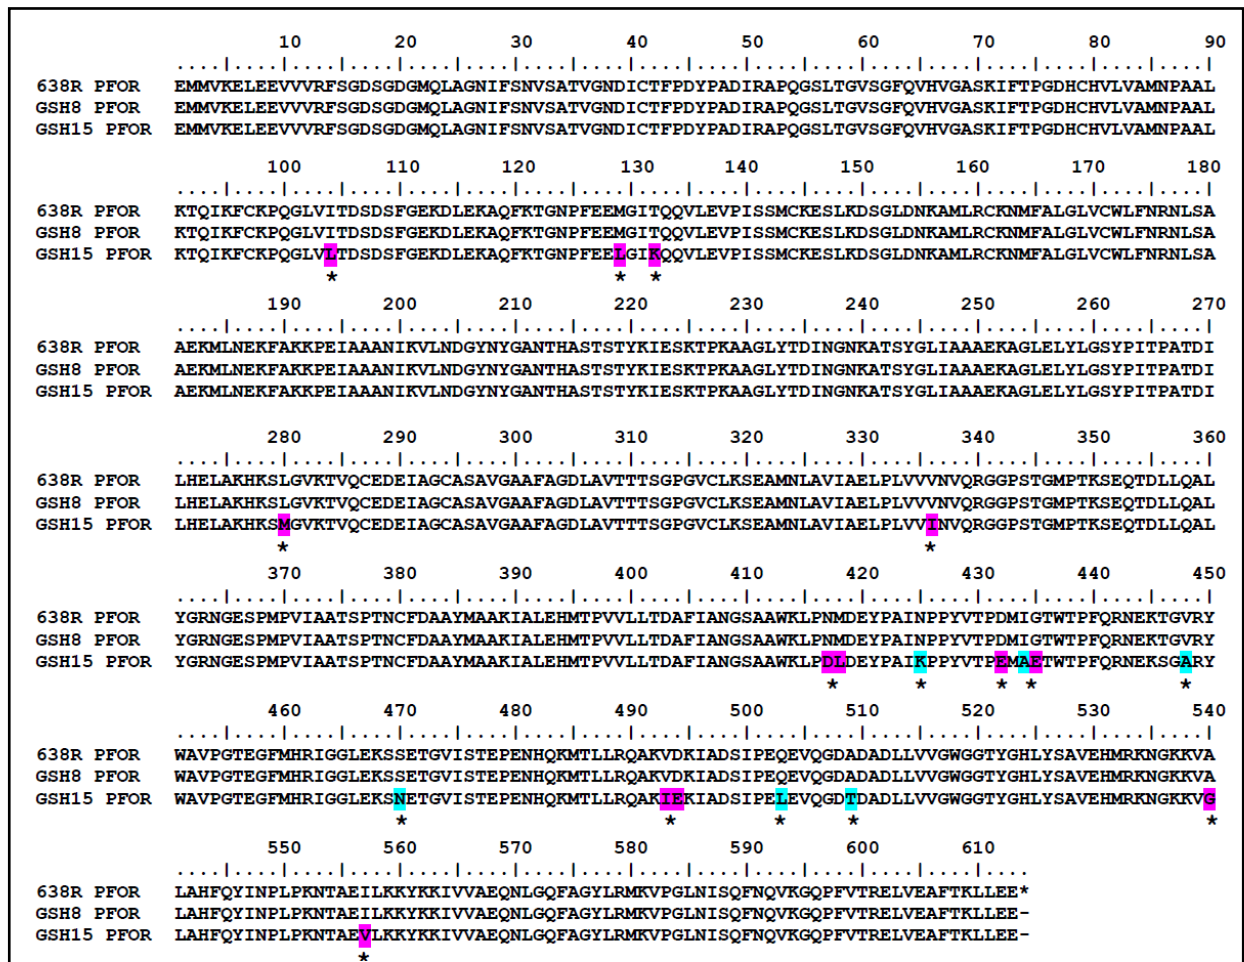 10 20 30 40 50 60 70 80 90
....|....|....|....|....|....|....|....|....|....|....|....|....|....|....|....|....|....|
638R PFOR EMMVKELEEVVVRFSGDSGDGMQLAGNIFSNVSATVGNDICTFPDYPADIRAPQGSLTGVSGFQVHVGASKIFTPGDHCHVLVAMNPAAL
GSH8 PFOR EMMVKELEEVVVRFSGDSGDGMQLAGNIFSNVSATVGNDICTFPDYPADIRAPQGSLTGVSGFQVHVGASKIFTPGDHCHVLVAMNPAAL
GSH15 PFOR EMMVKELEEVVVRFSGDSGDGMQLAGNIFSNVSATVGNDICTFPDYPADIRAPQGSLTGVSGFQVHVGASKIFTPGDHCHVLVAMNPAAL
100 110 120 130 140 150 160 170 180
....|....|....|....|....|....|....|....|....|....|....|....|....|....|....|....|....|....|
638R PFOR KTQIKFCKPQGLVITDSDSFGEKDLEKAQFKTGNPFEEMGITQQVLEVPISSMCKESLKDSGLDNKAMLRCKNMFALGLVCWLFNRNLSA
GSH8 PFOR KTQIKFCKPQGLVITDSDSFGEKDLEKAQFKTGNPFEEMGITQQVLEVPISSMCKESLKDSGLDNKAMLRCKNMFALGLVCWLFNRNLSA
GSH15 PFOR KTQIKFCKPQGLVLTDSDSFGEKDLEKAQFKTGNPFEELGIKQQVLEVPISSMCKESLKDSGLDNKAMLRCKNMFALGLVCWLFNRNLSA
* * *
190 200 210 220 230 240 250 260 270
....|....|....|....|....|....|....|....|....|....|....|....|....|....|....|....|....|....|
638R PFOR AEKMLNEKFAKKPEIAAANIKVLNDGYNYGANTHASTSTYKIESKTPKAAGLYTDINGNKATSYGLIAAAEKAGLELYLGSYPITPATDI
GSH8 PFOR AEKMLNEKFAKKPEIAAANIKVLNDGYNYGANTHASTSTYKIESKTPKAAGLYTDINGNKATSYGLIAAAEKAGLELYLGSYPITPATDI
GSH15 PFOR AEKMLNEKFAKKPEIAAANIKVLNDGYNYGANTHASTSTYKIESKTPKAAGLYTDINGNKATSYGLIAAAEKAGLELYLGSYPITPATDI
280 290 300 310 320 330 340 350 360
....|....|....|....|....|....|....|....|....|....|....|....|....|....|....|....|....|....|
638R PFOR LHELAKHKSLGVKTVQCEDEIAGCASAVGAAFAGDLAVTTTSGPGVCLKSEAMNLAVIAELPLVVVNVQRGGPSTGMPTKSEQTDLLQAL
GSH8 PFOR LHELAKHKSLGVKTVQCEDEIAGCASAVGAAFAGDLAVTTTSGPGVCLKSEAMNLAVIAELPLVVVNVQRGGPSTGMPTKSEQTDLLQAL
GSH15 PFOR LHELAKHKSMGVKTVQCEDEIAGCASAVGAAFAGDLAVTTTSGPGVCLKSEAMNLAVIAELPLVVINVQRGGPSTGMPTKSEQTDLLQAL
* *
370 380 390 400 410 420 430 440 450
....|....|....|....|....|....|....|....|....|....|....|....|....|....|....|....|....|....|
638R PFOR YGRNGESPMPVIAATSPTNCFDAAYMAAKIALEHMTPVVLLTDAFIANGSAAWKLPNMDEYPAINPPYVTPDMIGTWTPFQRNEKTGVRY
GSH8 PFOR YGRNGESPMPVIAATSPTNCFDAAYMAAKIALEHMTPVVLLTDAFIANGSAAWKLPNMDEYPAINPPYVTPDMIGTWTPFQRNEKTGVRY
GSH15 PFOR YGRNGESPMPVIAATSPTNCFDAAYMAAKIALEHMTPVVLLTDAFIANGSAAWKLPDLDEYPAIKPPYVTPEMAETWTPFQRNEKSGARY
* * * * *
460 470 480 490 500 510 520 530 540
....|....|....|....|....|....|....|....|....|....|....|....|....|....|....|....|....|....|
638R PFOR WAVPGTEGFMHRIGGLEKSSETGVISTEPENHQKMTLLRQAKVDKIADSIPEQEVQGDADADLLVVGWGGTYGHLYSAVEHMRKNGKKVA
GSH8 PFOR WAVPGTEGFMHRIGGLEKSSETGVISTEPENHQKMTLLRQAKVDKIADSIPEQEVQGDADADLLVVGWGGTYGHLYSAVEHMRKNGKKVA
GSH15 PFOR WAVPGTEGFMHRIGGLEKSNETGVISTEPENHQKMTLLRQAKIEKIADSIPELEVQGDTDADLLVVGWGGTYGHLYSAVEHMRKNGKKVG
* * * * *
550 560 570 580 590 600 610
....|....|....|....|....|....|....|....|....|....|....|....|....|....|....
638R PFOR LAHFQYINPLPKNTAEILKKYKKIVVAEQNLGQFAGYLRMKVPGLNISQFNQVKGQPFVTRELVEAFTKLLEE*
GSH8 PFOR LAHFQYINPLPKNTAEILKKYKKIVVAEQNLGQFAGYLRMKVPGLNISQFNQVKGQPFVTRELVEAFTKLLEE-
GSH15 PFOR LAHFQYINPLPKNTAEVLKKYKKIVVAEQNLGQFAGYLRMKVPGLNISQFNQVKGQPFVTRELVEAFTKLLEE-
*